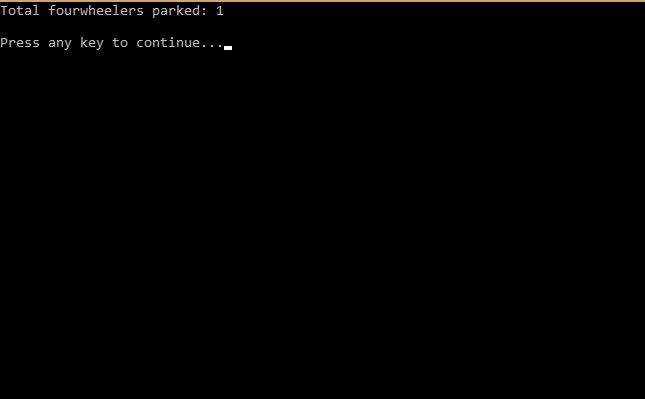 Total fourwheelers parked: 1
Press any key to continue...